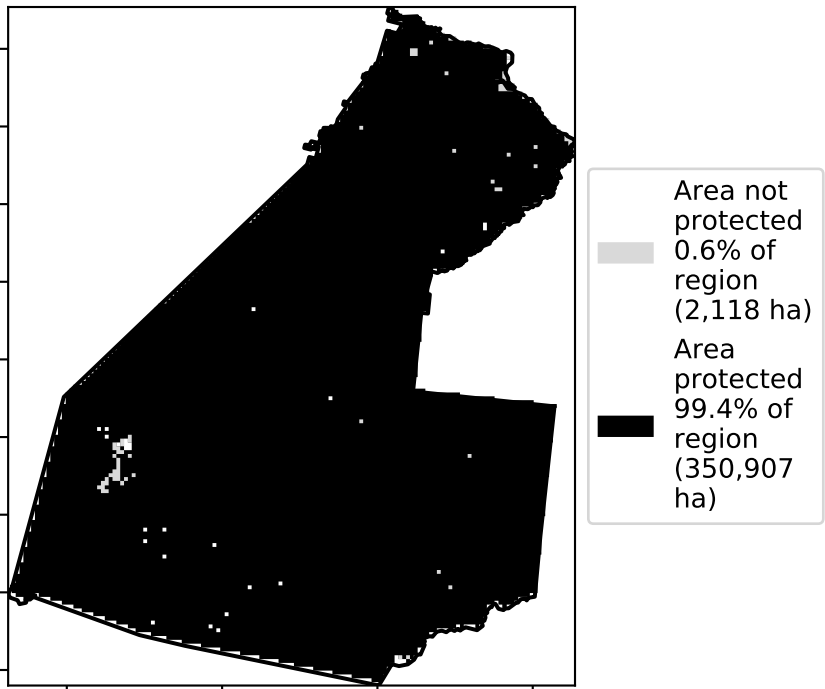 Area not
protected
0.6% of
region
(2,118 ha)
Area
protected
99.4% of
region
(350,907
ha)